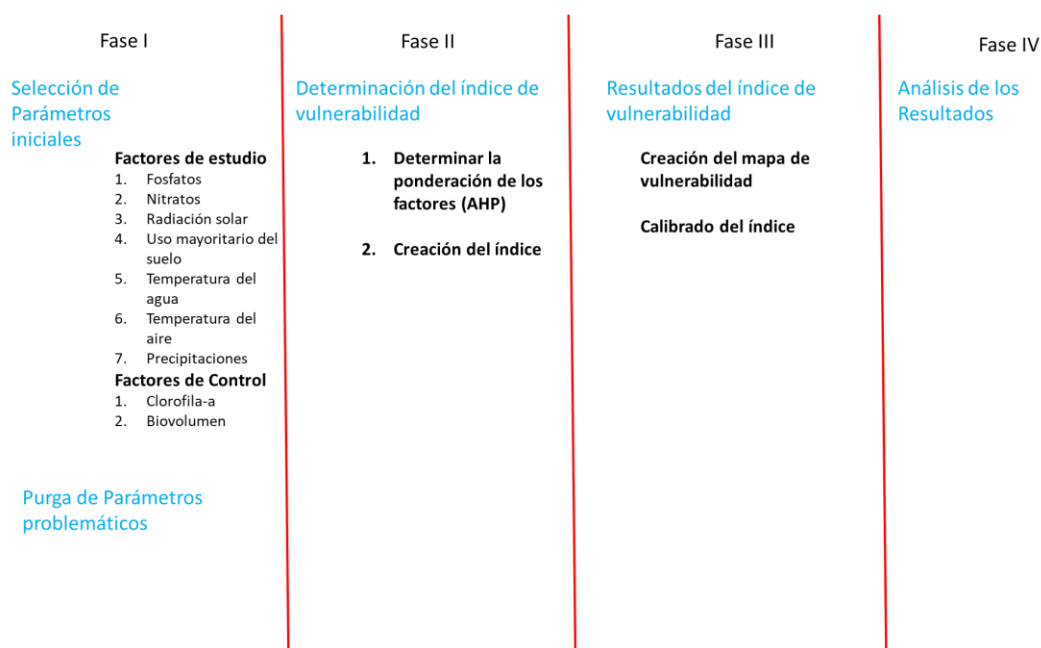 Fase I
Selección de
Parámetros
iniciales
Factores de estudio
1. Fosfatos
2. Nitratos
3. Radiación solar
4. Uso mayoritario del
suelo
5. Temperatura del
agua
6. Temperatura del
aire
7. Precipitaciones
Factores de Control
1. Clorofila-a
2. Biovolumen
Purga de Parámetros
problemáticos
Fase II
Determinación del índice de
vulnerabilidad
1. Determinar la
ponderación de los
factores (AHP)
2. Creación del índice
Fase III
Resultados del índice de
vulnerabilidad
Creación del mapa de
vulnerabilidad
Calibrado del índice
Fase IV
Análisis de los
Resultados